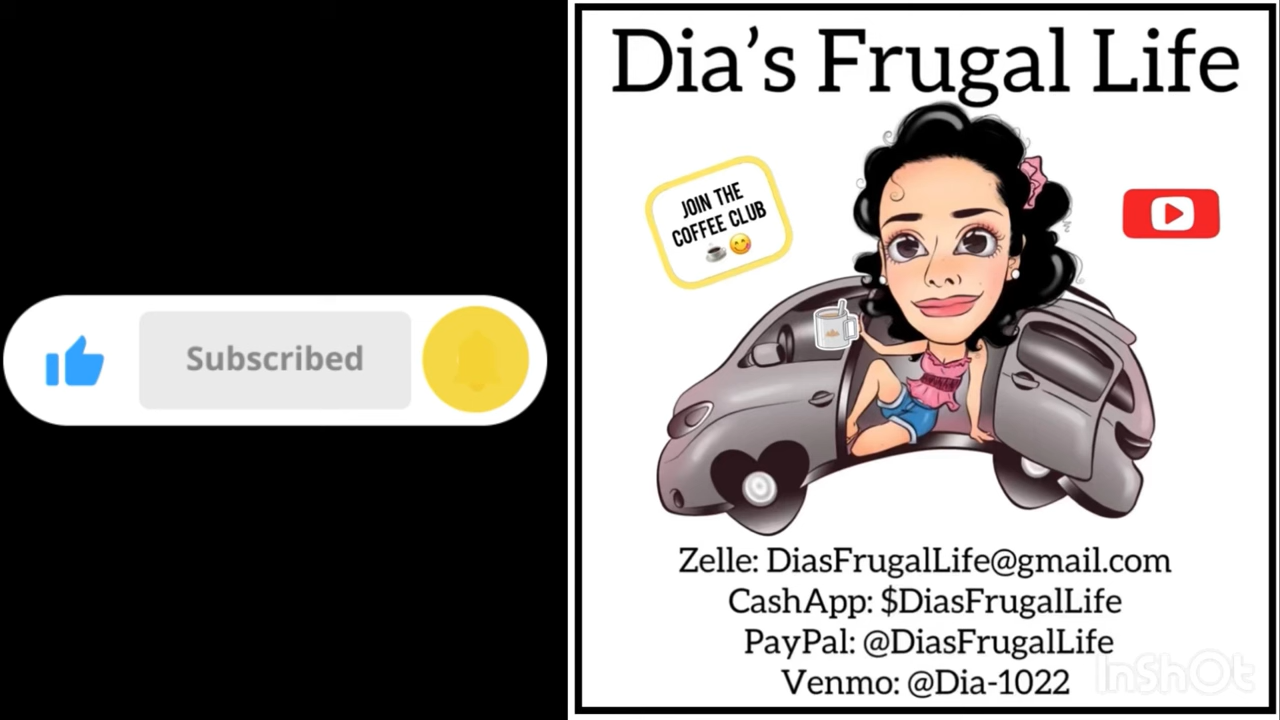 Subscribed
Dia's Frugal Life
JOIN THE
COFFEE CLUB
Zelle: DiasFrugalLife@gmail.com
CashApp: $DiasFrugalLife
PayPal: @DiasFrugalLife
Venmo: @Dia-1022
InShOt